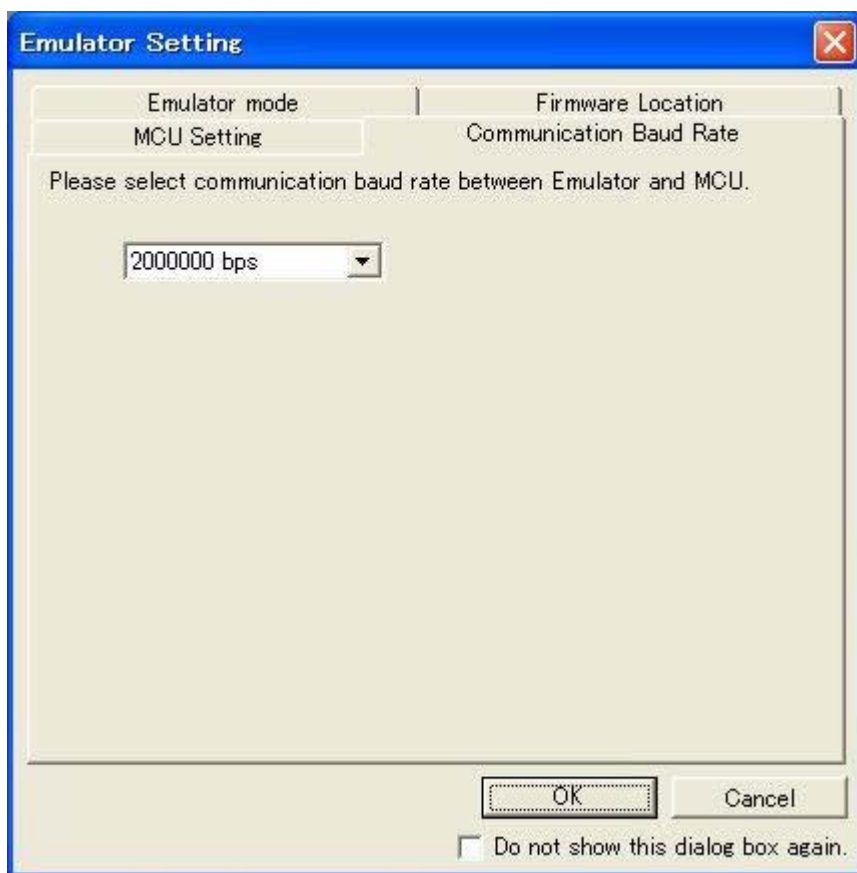 Emulator Setting
Emulator mode
Firmware Location
MCU Setting
Communication Baud Rate
Please select communication baud rate between Emulator and MCU.
2000000 bps
OK
Cancel
Do not show this dialog box again.